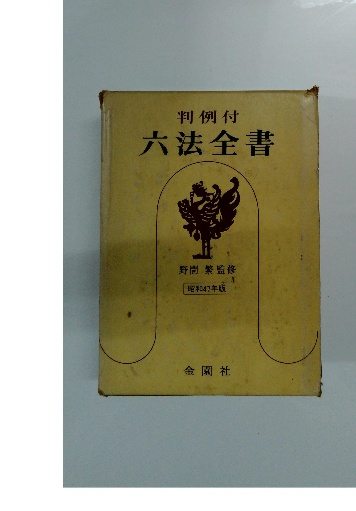 判例付
六法全書
野間 繁監修
昭和47年版
金園社